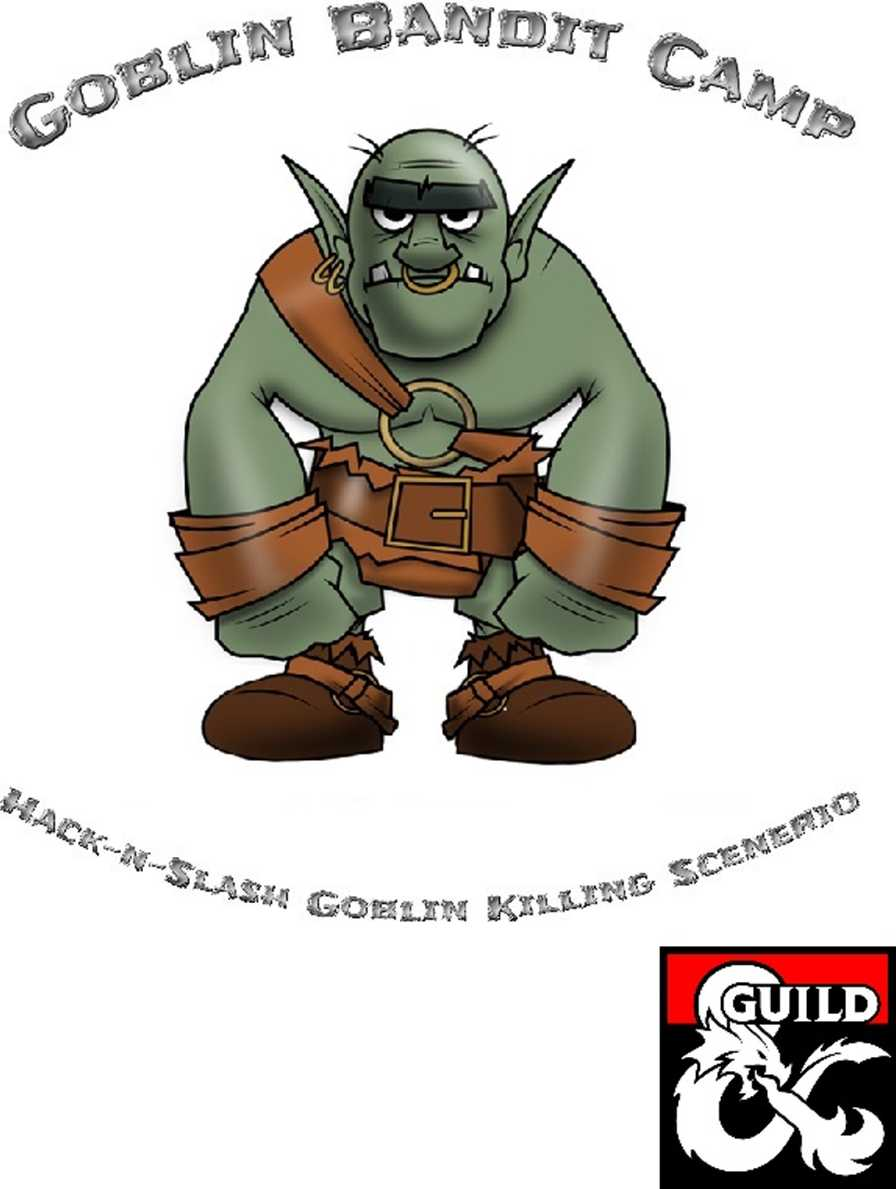 Goblin Bandit Camp
Hack-n-Slash Goblin Killing Scenerio
GUILD